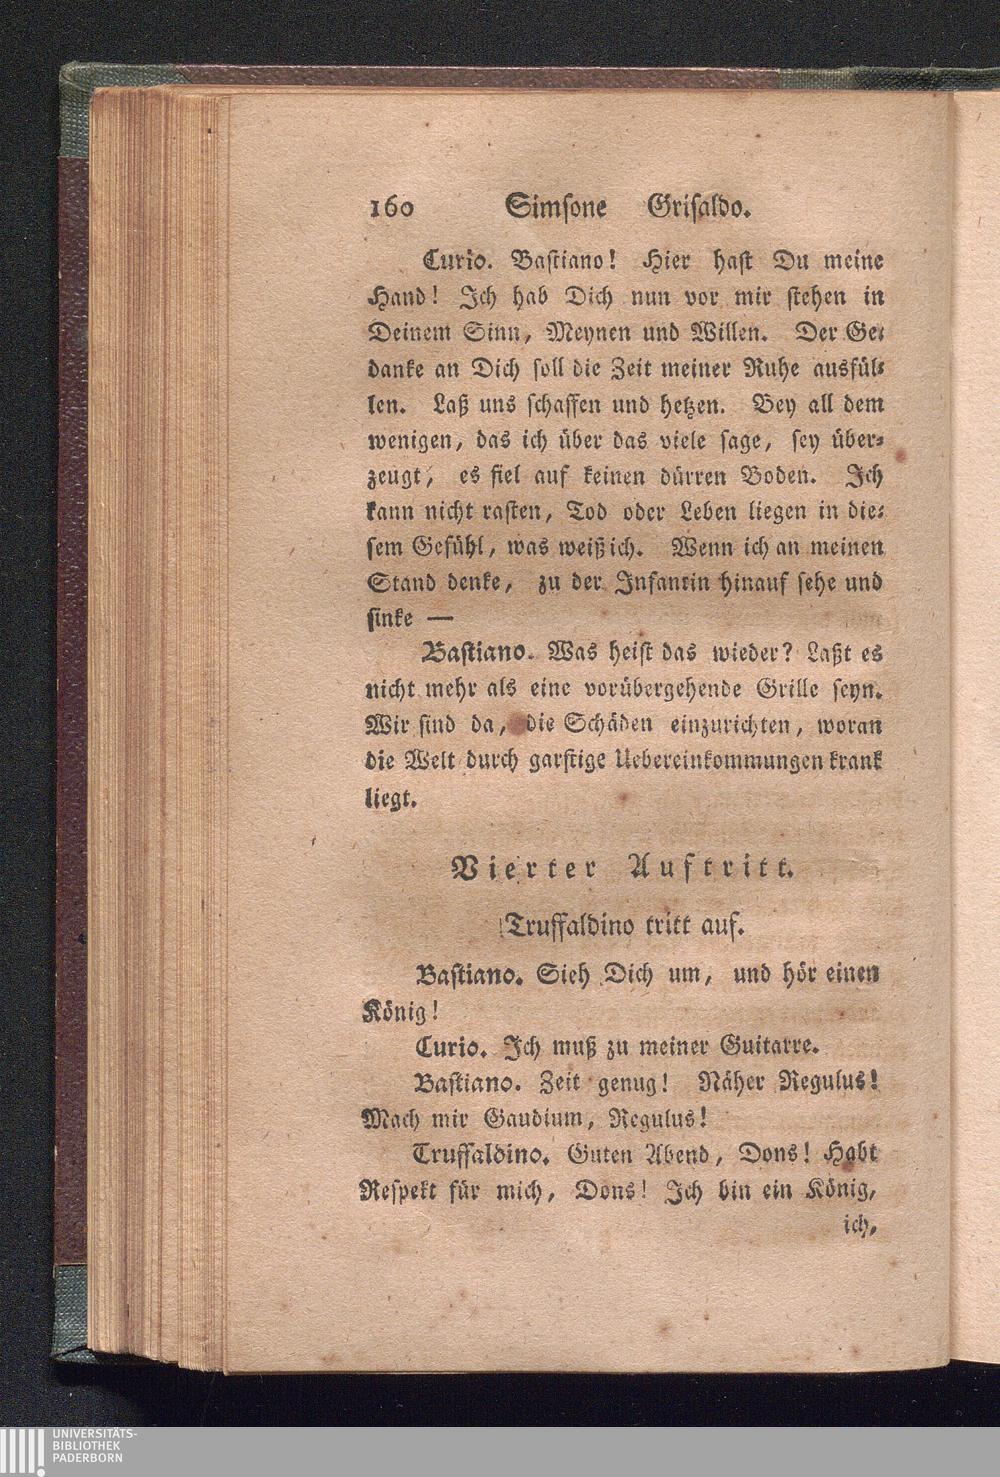 160 Simſone Griſaldo.
Curio. Baſtiano! Hier haſt Du meine
Hand! Ich hab Dich nun vor mir ſtehen in
Deinem Sinn, Meynen und Willen. Der Ge⸗
danke an Dich ſoll die Zeit meiner Ruhe ausfül⸗
len. Laß uns ſchaffen und hetzen. Bey all dem
wenigen, das ich über das viele ſage, ſey über⸗
zeugt, es fiel auf keinen dürren Boden. Ich
kann nicht raſten, Tod oder Leben liegen in die⸗
ſem Gefühl, was weiß ich. Wenn ich an meinen
Stand denke, zu der Infantin hinauf ſehe und
ſinke —
Baſtiano. Was heiſt das wieder? Laßt es
nicht mehr als eine vorübergehende Grille ſeyn.
Wir ſind da, die Schäden einzurichten, woran
die Welt durch garſtige Uebereinkommungen krank
liegt.
Vierter Auftritt.
Truffaldino tritt auf.
Baſtiano. Sieh Dich um, und hör einen
König!
Curio. Ich muß zu meiner Guitarre.
Baſtiano. Zeit genug! Näher Regulus!
Mach mir Gaudium, Regulus!
Truffaldino. Guten Abend, Dons! Habt
Reſpekt für mich, Dons! Ich bin ein König,
ich,
UNIVERSITÄTS-
BIBLIOTHEK
PADERBORN